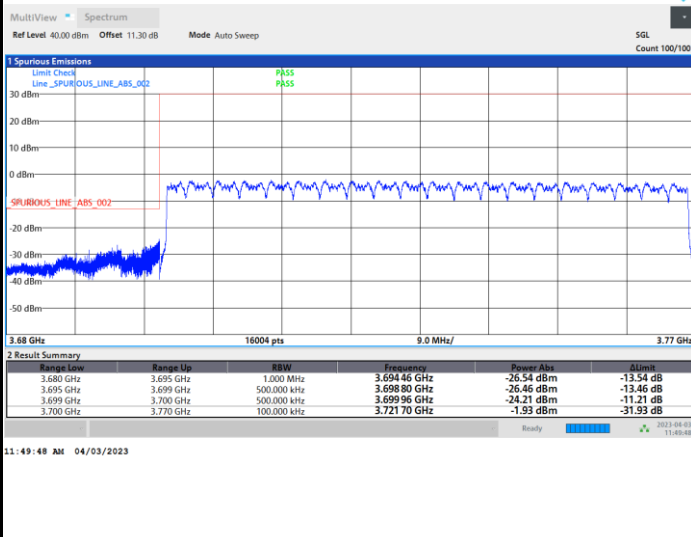 MultiView Spectrum
Ref Level 40.00 dBm Offset 11.30 dB Mode Auto Sweep SGL
Count 100/100
1 Spurious Emissions
Limit Check PASS
Line _SPURIOUS_LINE_ABS_002 PASS
30 dBm
20 dBm
10 dBm
0 dBm
SPURIOUS_LINE_ABS_002
-20 dBm
-30 dBm
-40 dBm
-50 dBm
3.68 GHz 16004 pts 9.0 MHz/ 3.77 GHz
2 Result Summary
Range Low Range Up RBW Frequency Power Abs ΔLimit
3.680 GHz 3.695 GHz 1.000 MHz 3.694 46 GHz -26.54 dBm -13.54 dB
3.695 GHz 3.699 GHz 500.000 kHz 3.698 80 GHz -26.46 dBm -13.46 dB
3.699 GHz 3.700 GHz 500.000 kHz 3.699 96 GHz -24.21 dBm -11.21 dB
3.700 GHz 3.770 GHz 100.000 kHz 3.721 70 GHz -1.93 dBm -31.93 dB
Ready 2023-04-03
11:49:48
11:49:48 AM 04/03/2023